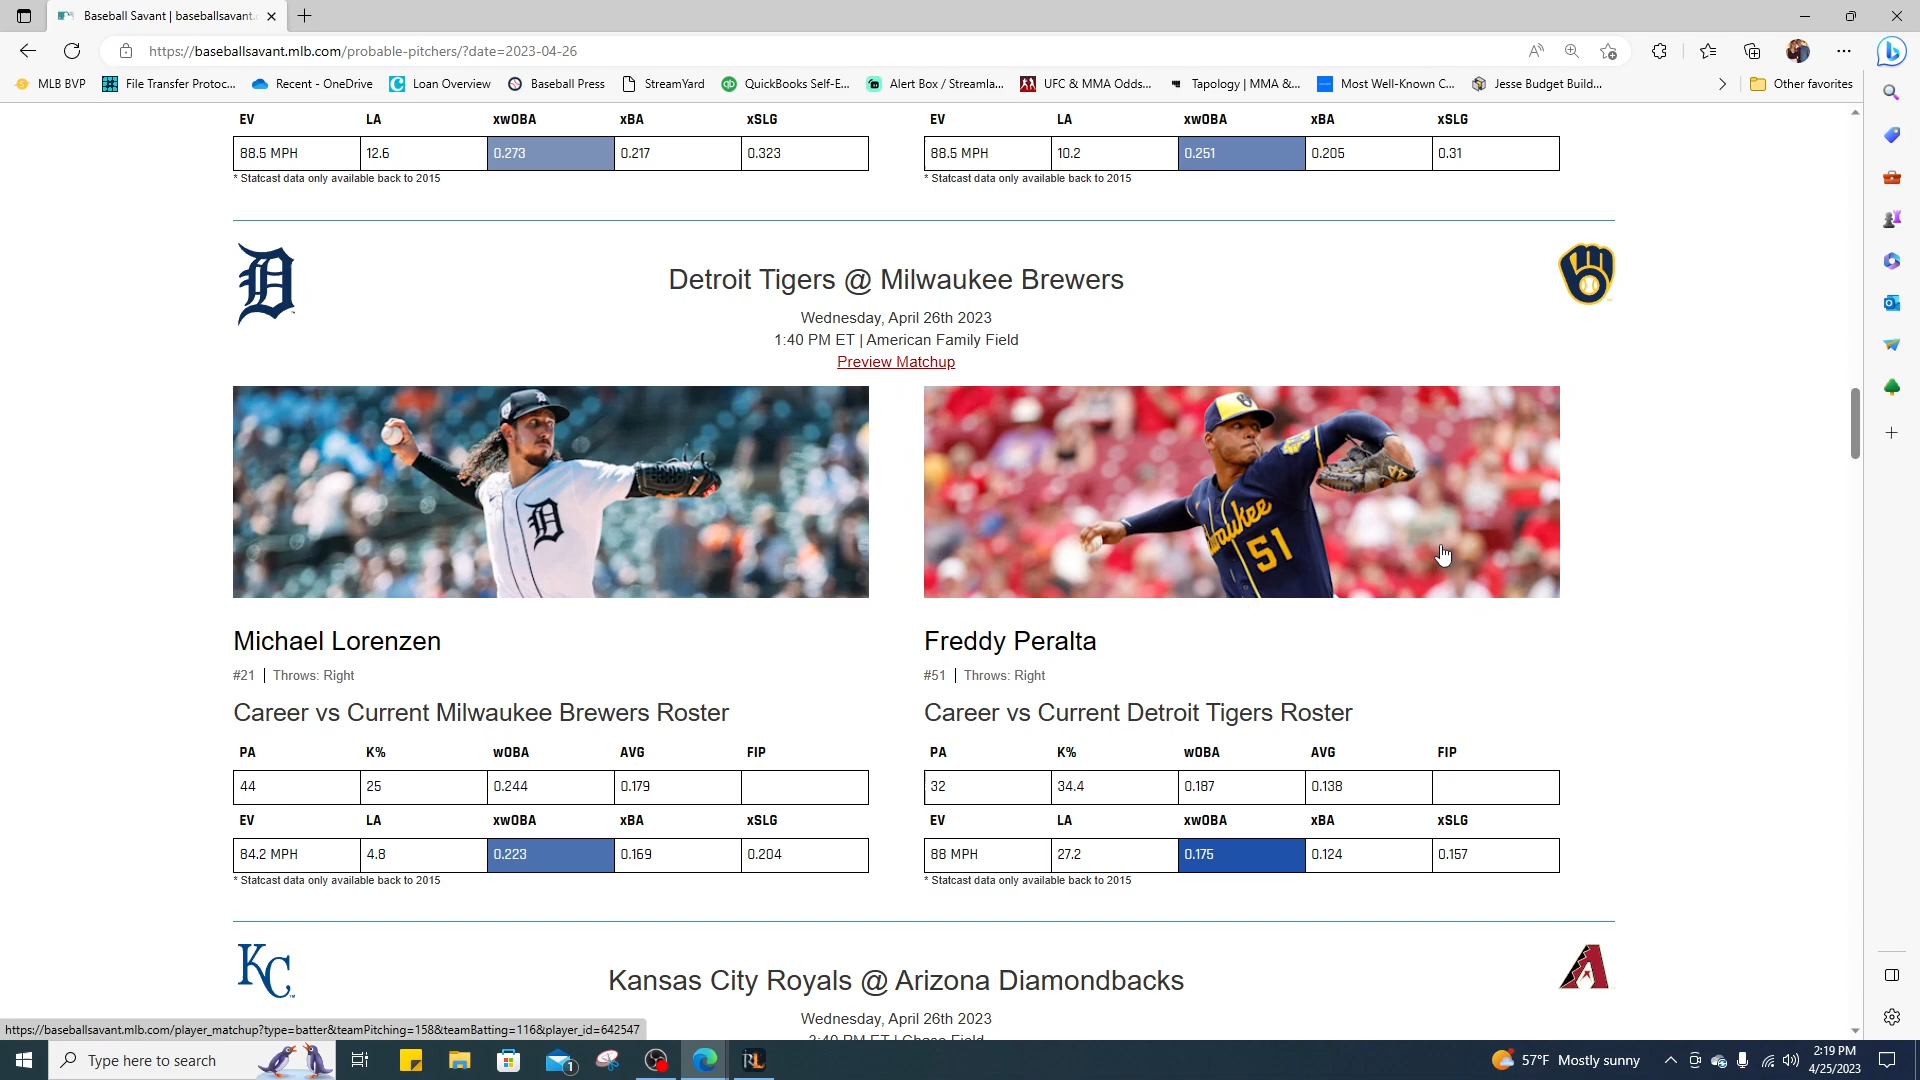 Baseball Savant | baseballsavant.
https://baseballsavant.mlb.com/probable-pitchers/?date=2023-04-26
MLB BVP File Transfer Protoc... Recent - OneDrive Loan Overview Baseball Press StreamYard QuickBooks Self-E... Alert Box / Streamla... UFC & MMA Odds... Tapology | MMA &... Most Well-Known C... Jesse Budget Build... Other favorites
EV LA xwOBA xBA xSLG EV LA xwOBA xBA xSLG
88.5 MPH 12.6 0.273 0.217 0.323 88.5 MPH 10.2 0.251 0.205 0.31
* Statcast data only available back to 2015 * Statcast data only available back to 2015
Detroit Tigers @ Milwaukee Brewers
Wednesday, April 26th 2023
1:40 PM ET | American Family Field
Preview Matchup
Milwaukee
51
Michael Lorenzen Freddy Peralta
#21 | Throws: Right #51 | Throws: Right
Career vs Current Milwaukee Brewers Roster Career vs Current Detroit Tigers Roster
PA K% wOBA AVG FIP PA K% wOBA AVG FIP
44 25 0.244 0.179 32 34.4 0.187 0.138
EV LA xwOBA xBA xSLG EV LA xwOBA xBA xSLG
84.2 MPH 4.8 0.223 0.169 0.204 88 MPH 27.2 0.175 0.124 0.157
* Statcast data only available back to 2015 * Statcast data only available back to 2015
KC Kansas City Royals @ Arizona Diamondbacks
Wednesday, April 26th 2023
https://baseballsavant.mlb.com/player_matchup?type=batter&teamPitching=158&teamBatting=116&player_id=642547
Type here to search 57°F Mostly sunny 2:19 PM
4/25/2023